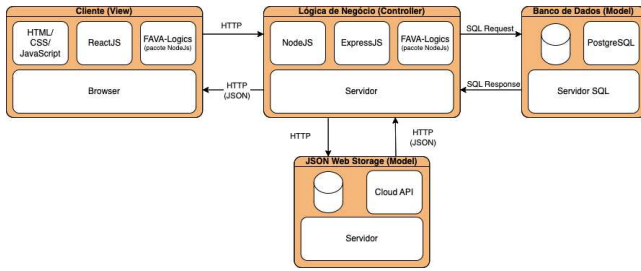 Cliente (View)
HTML/
CSS/
JavaScript
ReactJS
FAVA-Logics
(pacote NodeJs)
Browser
HTTP
HTTP
(JSON)
Lógica de Negócio (Controller)
NodeJS
ExpressJS
FAVA-Logics
(pacote NodeJs)
Servidor
SQL Request
SQL Response
Banco de Dados (Model)
PostgreSQL
Servidor SQL
HTTP
HTTP
(JSON)
JSON Web Storage (Model)
Cloud API
Servidor